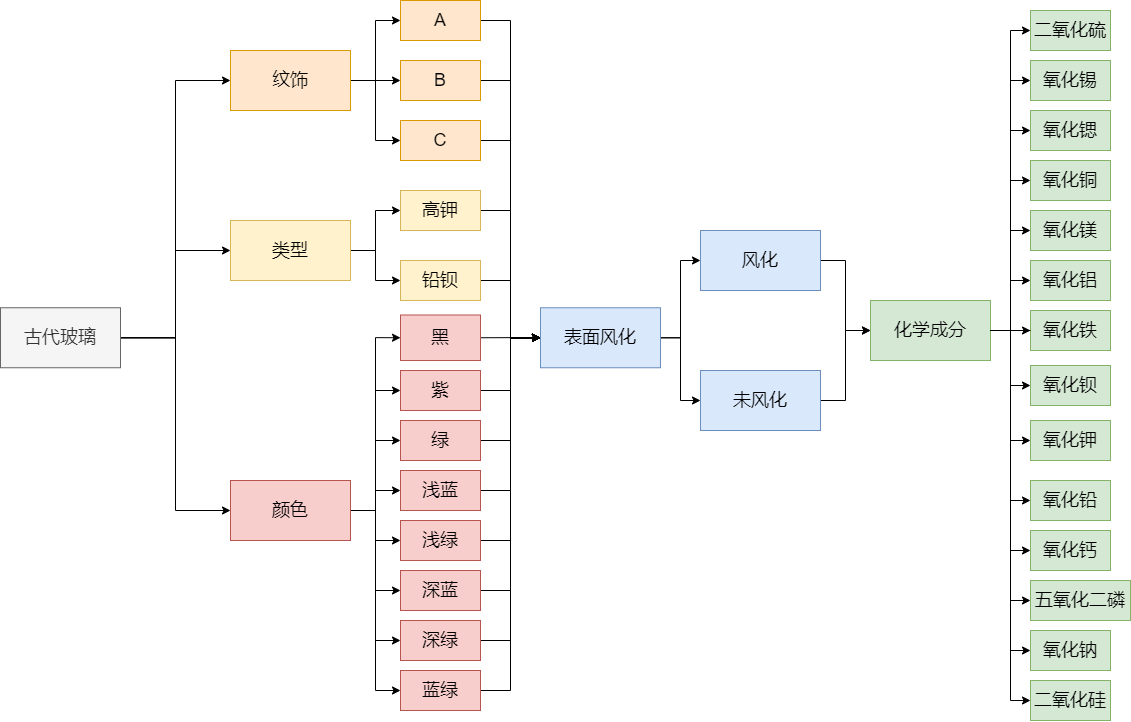 古代玻璃
纹饰
类型
颜色
A
B
C
高钾
铅钡
黑
紫
绿
浅蓝
浅绿
深蓝
深绿
蓝绿
表面风化
风化
未风化
化学成分
二氧化硫
氧化锡
氧化锶
氧化铜
氧化镁
氧化铝
氧化铁
氧化钡
氧化钾
氧化铅
氧化钙
五氧化二磷
氧化钠
二氧化硅